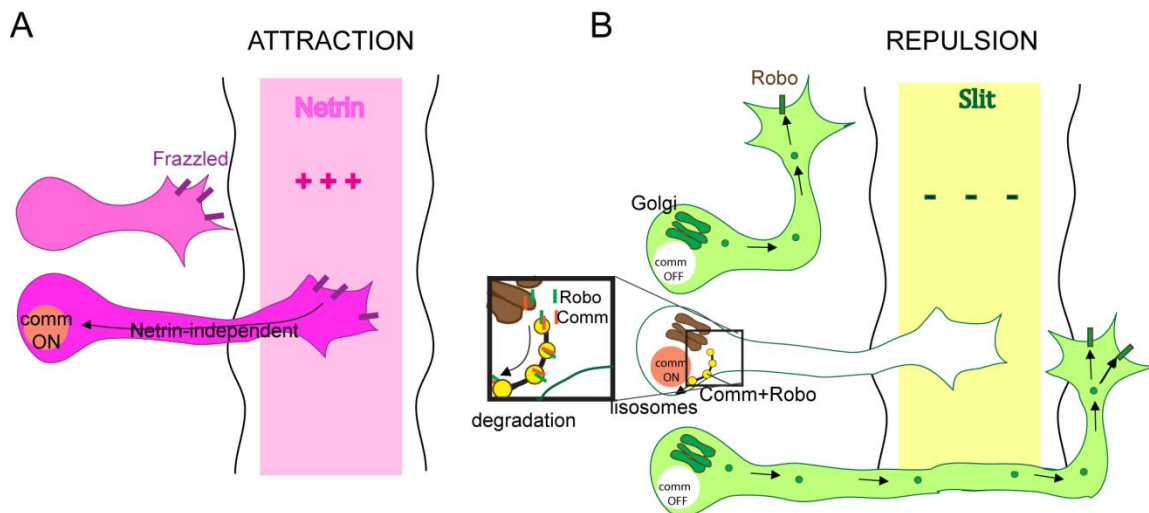 A
ATTRACTION
Netrin
+++
Frazzled
comm
ON
Netrin-independent
B
REPULSION
Robo
Slit
- - -
Golgi
comm
OFF
Robo
Comm
degradation
comm
ON
lisosomes
Comm+Robo
comm
OFF